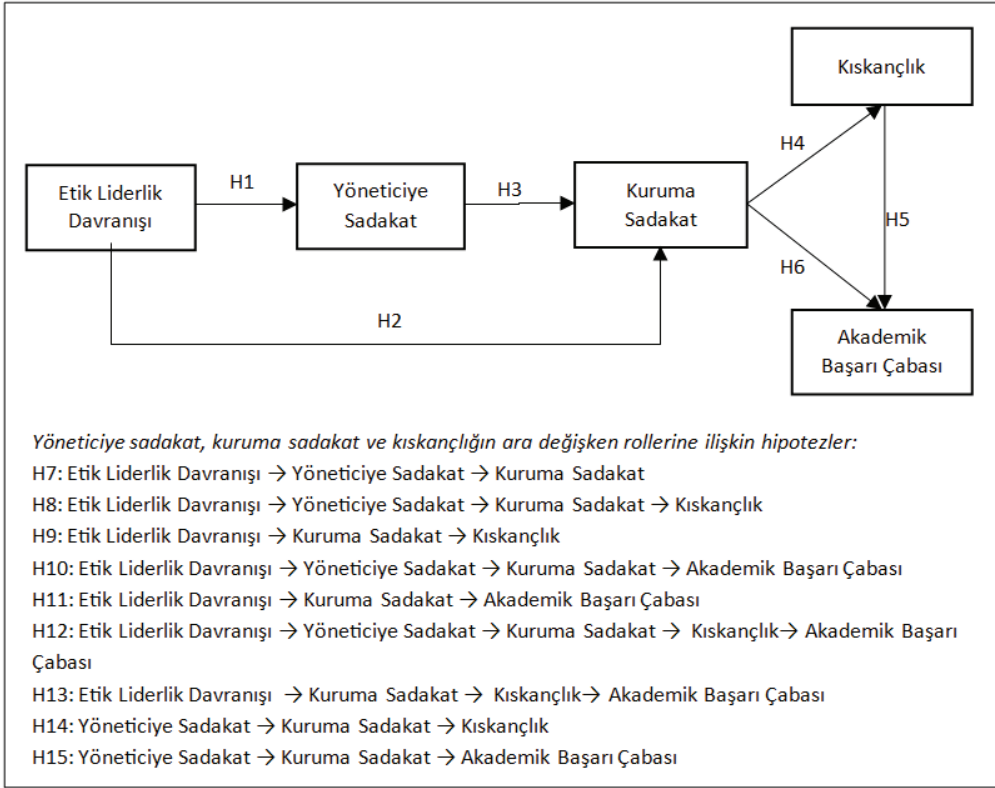 Kıskançlık
H4
Etik Liderlik
Davranışı
H1
Yöneticiye
Sadakat
H3
Kuruma
Sadakat
H5
H6
H2
Akademik
Başarı Çabası
Yöneticiye sadakat, kuruma sadakat ve kıskançlığın ara değişken rollerine ilişkin hipotezler:
H7: Etik Liderlik Davranışı → Yöneticiye Sadakat → Kuruma Sadakat
H8: Etik Liderlik Davranışı → Yöneticiye Sadakat → Kuruma Sadakat → Kıskançlık
H9: Etik Liderlik Davranışı → Kuruma Sadakat → Kıskançlık
H10: Etik Liderlik Davranışı → Yöneticiye Sadakat → Kuruma Sadakat → Akademik Başarı Çabası
H11: Etik Liderlik Davranışı → Kuruma Sadakat → Akademik Başarı Çabası
H12: Etik Liderlik Davranışı → Yöneticiye Sadakat → Kuruma Sadakat → Kıskançlık→ Akademik Başarı
Çabası
H13: Etik Liderlik Davranışı → Kuruma Sadakat → Kıskançlık→ Akademik Başarı Çabası
H14: Yöneticiye Sadakat → Kuruma Sadakat → Kıskançlık
H15: Yöneticiye Sadakat → Kuruma Sadakat → Akademik Başarı Çabası